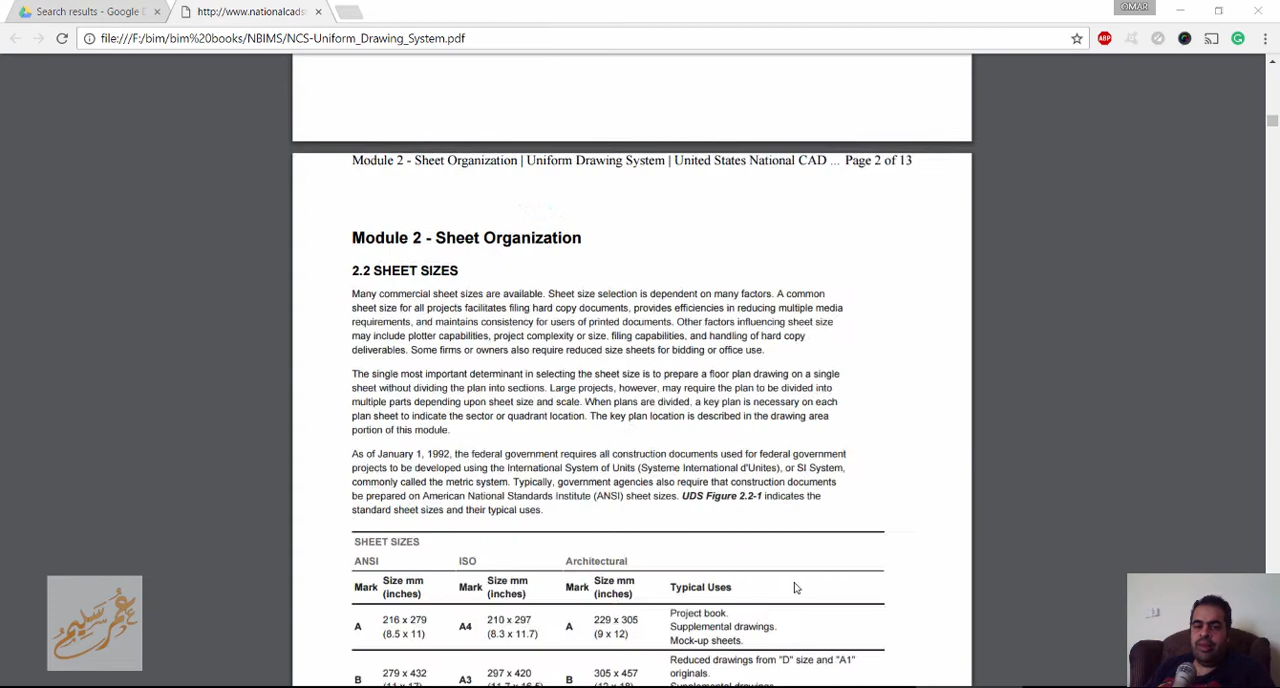 Search results - Google
http://www.nationalcads
OMAR
file:///F:/bim/bim%20books/NBIMS/NCS-Uniform_Drawing_System.pdf
ABP
Module 2 - Sheet Organization | Uniform Drawing System | United States National CAD ... Page 2 of 13
Module 2 - Sheet Organization
2.2 SHEET SIZES
Many commercial sheet sizes are available. Sheet size selection is dependent on many factors. A common
sheet size for all projects facilitates filing hard copy documents, provides efficiencies in reducing multiple media
requirements, and maintains consistency for users of printed documents. Other factors influencing sheet size
may include plotter capabilities, project complexity or size, filing capabilities, and handling of hard copy
deliverables. Some firms or owners also require reduced size sheets for bidding or office use.
The single most important determinant in selecting the sheet size is to prepare a floor plan drawing on a single
sheet without dividing the plan into sections. Large projects, however, may require the plan to be divided into
multiple parts depending upon sheet size and scale. When plans are divided, a key plan is necessary on each
plan sheet to indicate the sector or quadrant location. The key plan location is described in the drawing area
portion of this module.
As of January 1, 1992, the federal government requires all construction documents used for federal government
projects to be developed using the International System of Units (Systeme International d'Unites), or SI System,
commonly called the metric system. Typically, government agencies also require that construction documents
be prepared on American National Standards Institute (ANSI) sheet sizes. UDS Figure 2.2-1 indicates the
standard sheet sizes and their typical uses.
SHEET SIZES
ANSI ISO Architectural
Mark Size mm (inches) Mark Size mm (inches) Mark Size mm (inches) Typical Uses
A 216 x 279 (8.5 x 11) A4 210 x 297 (8.3 x 11.7) A 229 x 305 (9 x 12) Project book.
Supplemental drawings.
Mock-up sheets.
B 279 x 432 A3 297 x 420 B 305 x 457 Reduced drawings from "D" size and "A1"
originals.
عمر سليم